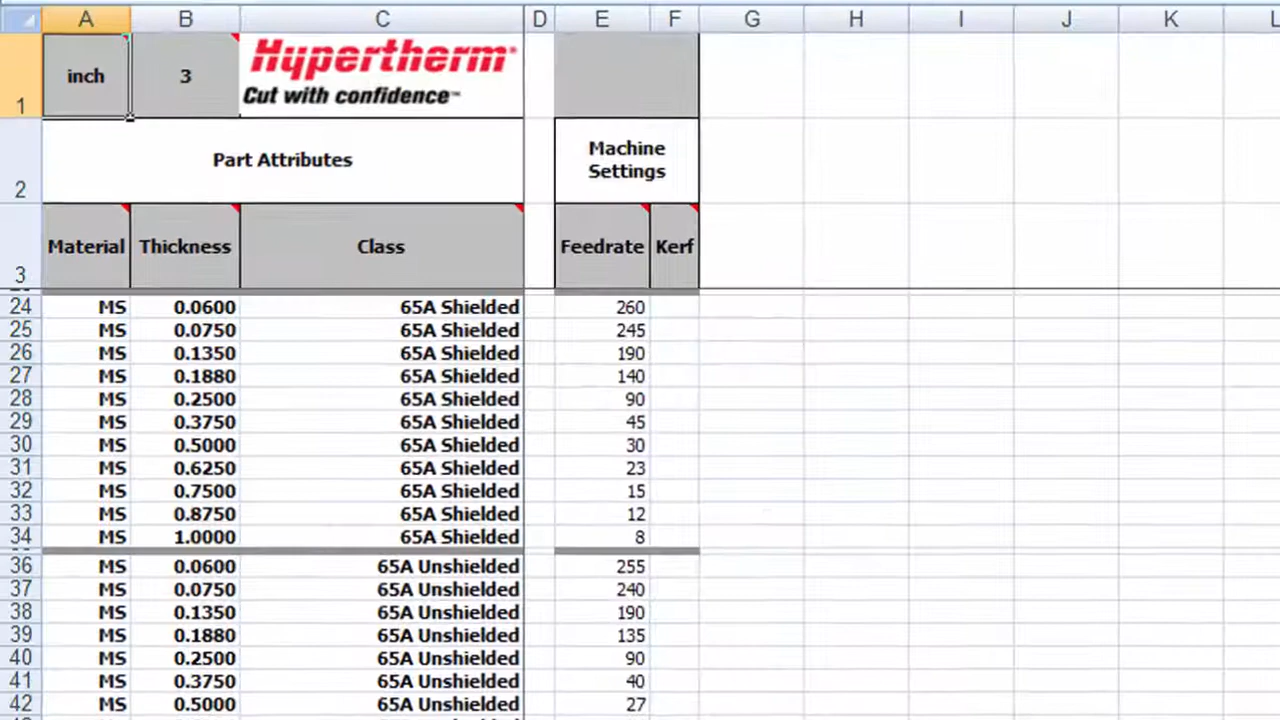 A B C D E F G H I J K L
1 inch 3 Hypertherm®
Cut with confidence™
2 Part Attributes Machine
Settings
3 Material Thickness Class Feedrate Kerf
24 MS 0.0600 65A Shielded 260
25 MS 0.0750 65A Shielded 245
26 MS 0.1350 65A Shielded 190
27 MS 0.1880 65A Shielded 140
28 MS 0.2500 65A Shielded 90
29 MS 0.3750 65A Shielded 45
30 MS 0.5000 65A Shielded 30
31 MS 0.6250 65A Shielded 23
32 MS 0.7500 65A Shielded 15
33 MS 0.8750 65A Shielded 12
34 MS 1.0000 65A Shielded 8
36 MS 0.0600 65A Unshielded 255
37 MS 0.0750 65A Unshielded 240
38 MS 0.1350 65A Unshielded 190
39 MS 0.1880 65A Unshielded 135
40 MS 0.2500 65A Unshielded 90
41 MS 0.3750 65A Unshielded 40
42 MS 0.5000 65A Unshielded 27